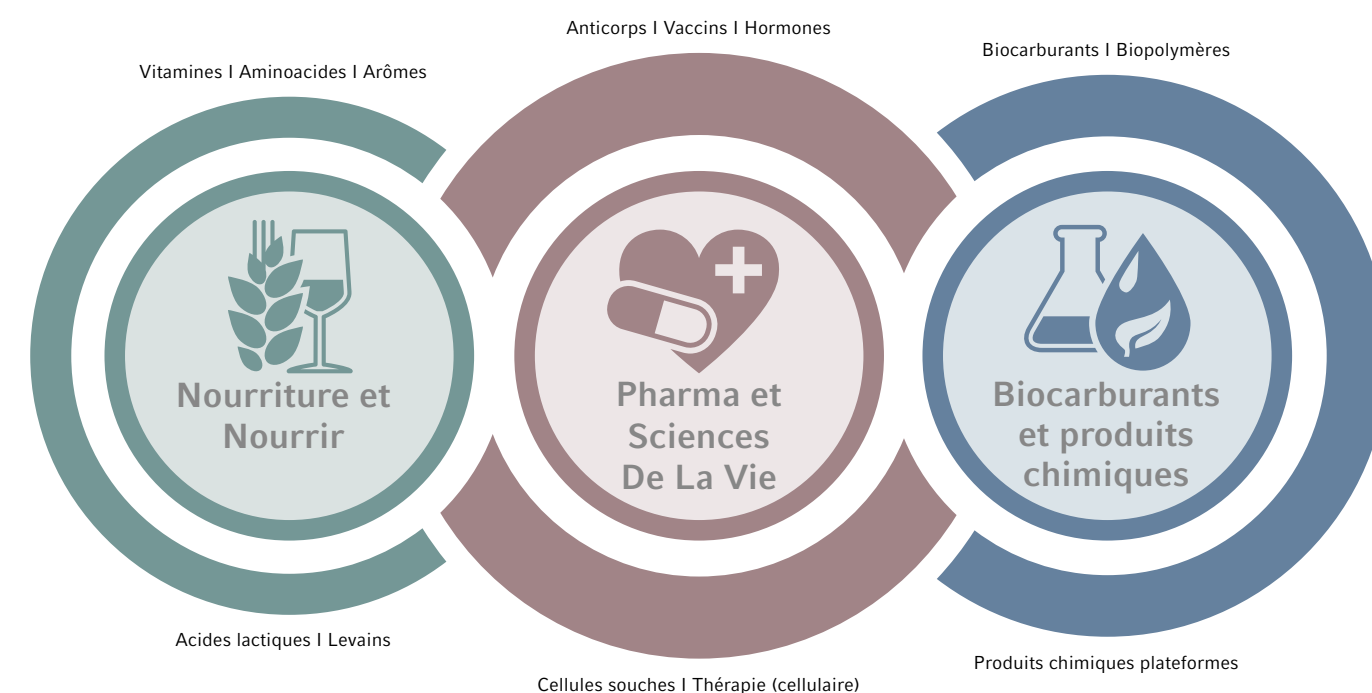 Anticorps I Vaccins I Hormones
Biocarburants I Biopolymères
Vitamines I Aminoacides I Arômes
Nourriture et
Nourrir
Pharma et
Sciences
De La Vie
Biocarburants
et produits
chimiques
Acides lactiques I Levains
Produits chimiques plateformes
Cellules souches I Thérapie (cellulaire)